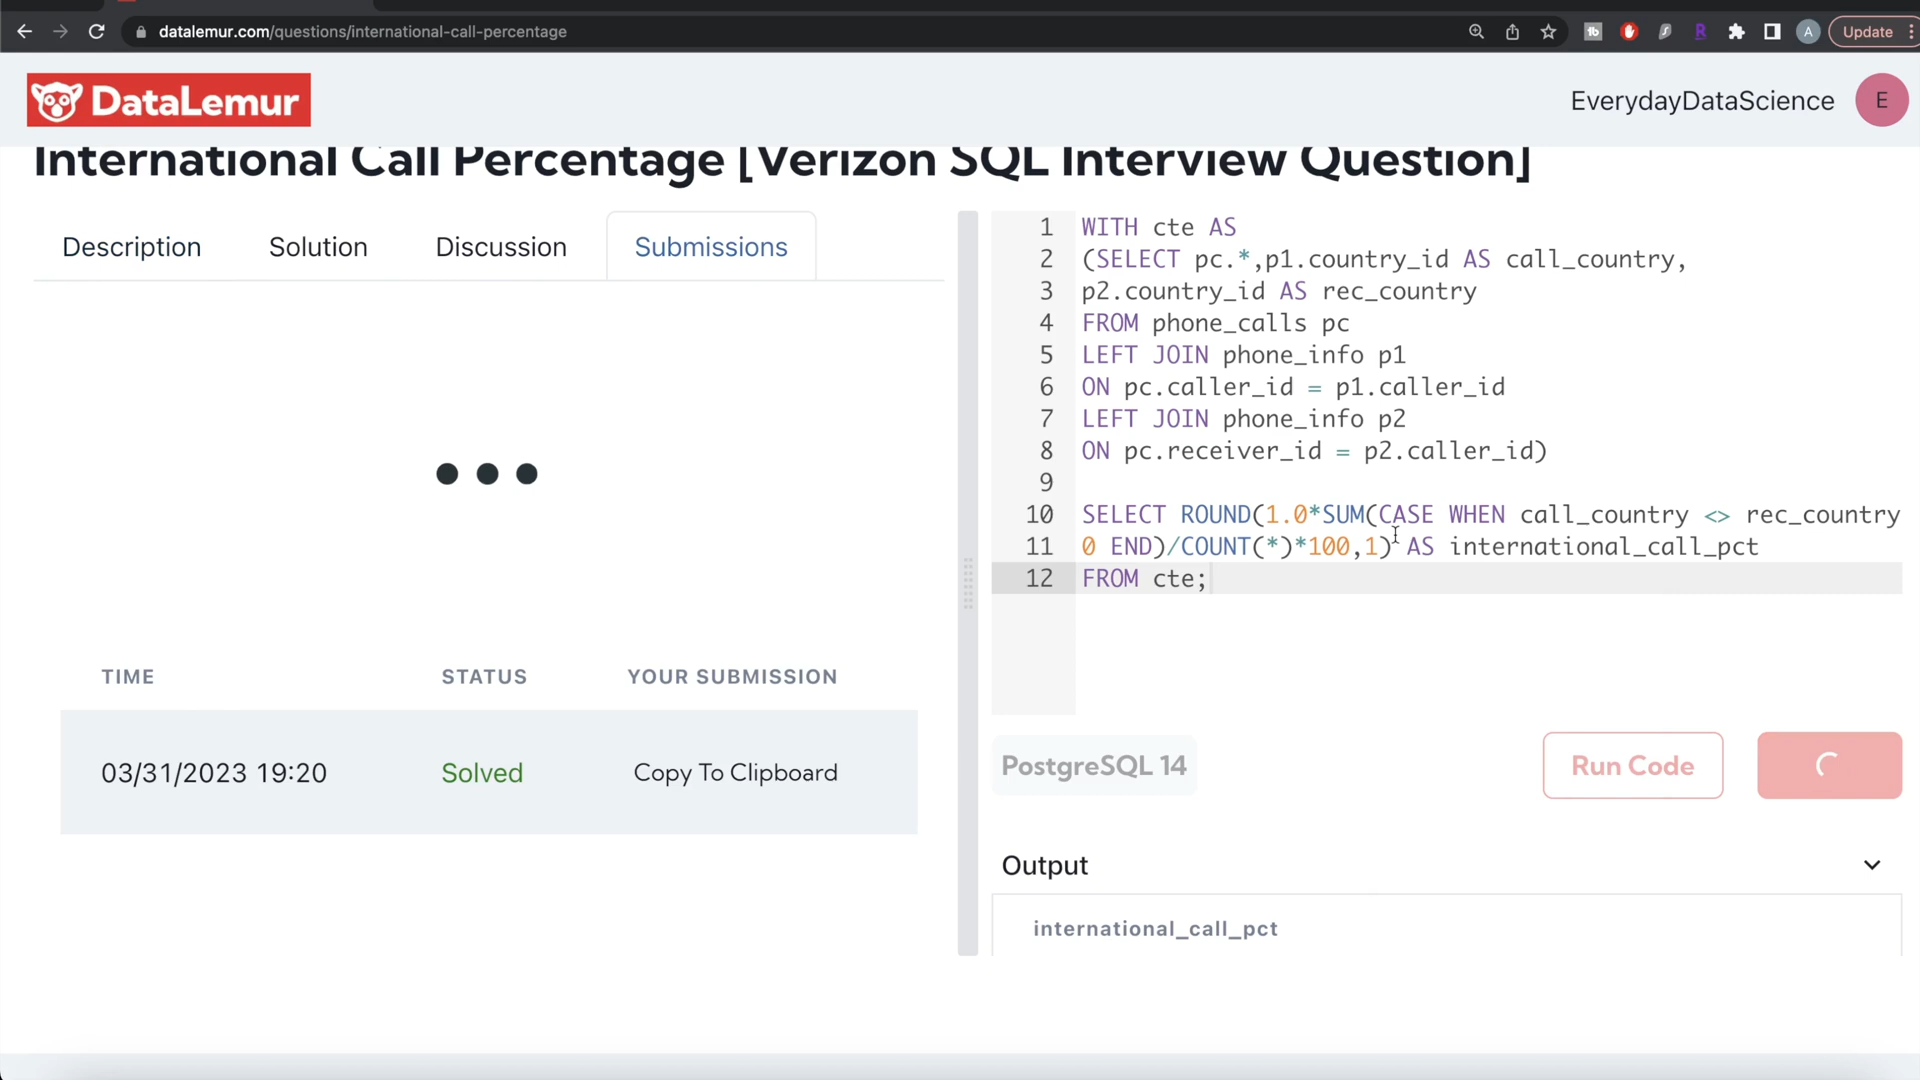 datalemur.com/questions/international-call-percentage
A
Update
DataLemur
EverydayDataScience
E
International Call Percentage [Verizon SQL Interview Question]
Description
Solution
Discussion
Submissions
TIME
STATUS
YOUR SUBMISSION
03/31/2023 19:20
Solved
Copy To Clipboard
1 WITH cte AS
2 (SELECT pc.*,p1.country_id AS call_country,
3 p2.country_id AS rec_country
4 FROM phone_calls pc
5 LEFT JOIN phone_info p1
6 ON pc.caller_id = p1.caller_id
7 LEFT JOIN phone_info p2
8 ON pc.receiver_id = p2.caller_id)
9
10 SELECT ROUND(1.0*SUM(CASE WHEN call_country <> rec_country
11 0 END)/COUNT(*)*100,1) AS international_call_pct
12 FROM cte;
PostgreSQL 14
Run Code
Output
international_call_pct